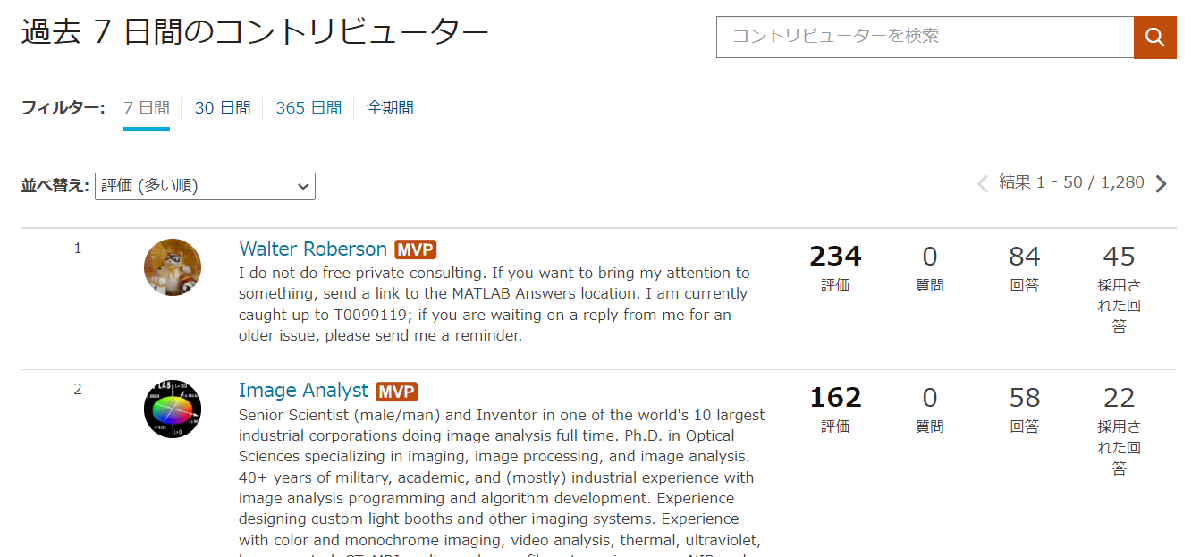 過去 7 日間のコントリビューター
コントリビューターを検索
フィルター: 7 日間 30 日間 365 日間 全期間
並べ替え: 評価 (多い順)
結果 1 - 50 / 1,280
1
Walter Roberson MVP
I do not do free private consulting. If you want to bring my attention to
something, send a link to the MATLAB Answers location. I am currently
caught up to T0099119; if you are waiting on a reply from me for an
older issue, please send me a reminder.
234 0 84 45
評価 質問 回答 採用さ
れた回
答
2
Image Analyst MVP
Senior Scientist (male/man) and Inventor in one of the world's 10 largest
industrial corporations doing image analysis full time. Ph.D. in Optical
Sciences specializing in imaging, image processing, and image analysis.
40+ years of military, academic, and (mostly) industrial experience with
image analysis programming and algorithm development. Experience
designing custom light booths and other imaging systems. Experience
with color and monochrome imaging, video analysis, thermal, ultraviolet,
162 0 58 22
評価 質問 回答 採用さ
れた回
答